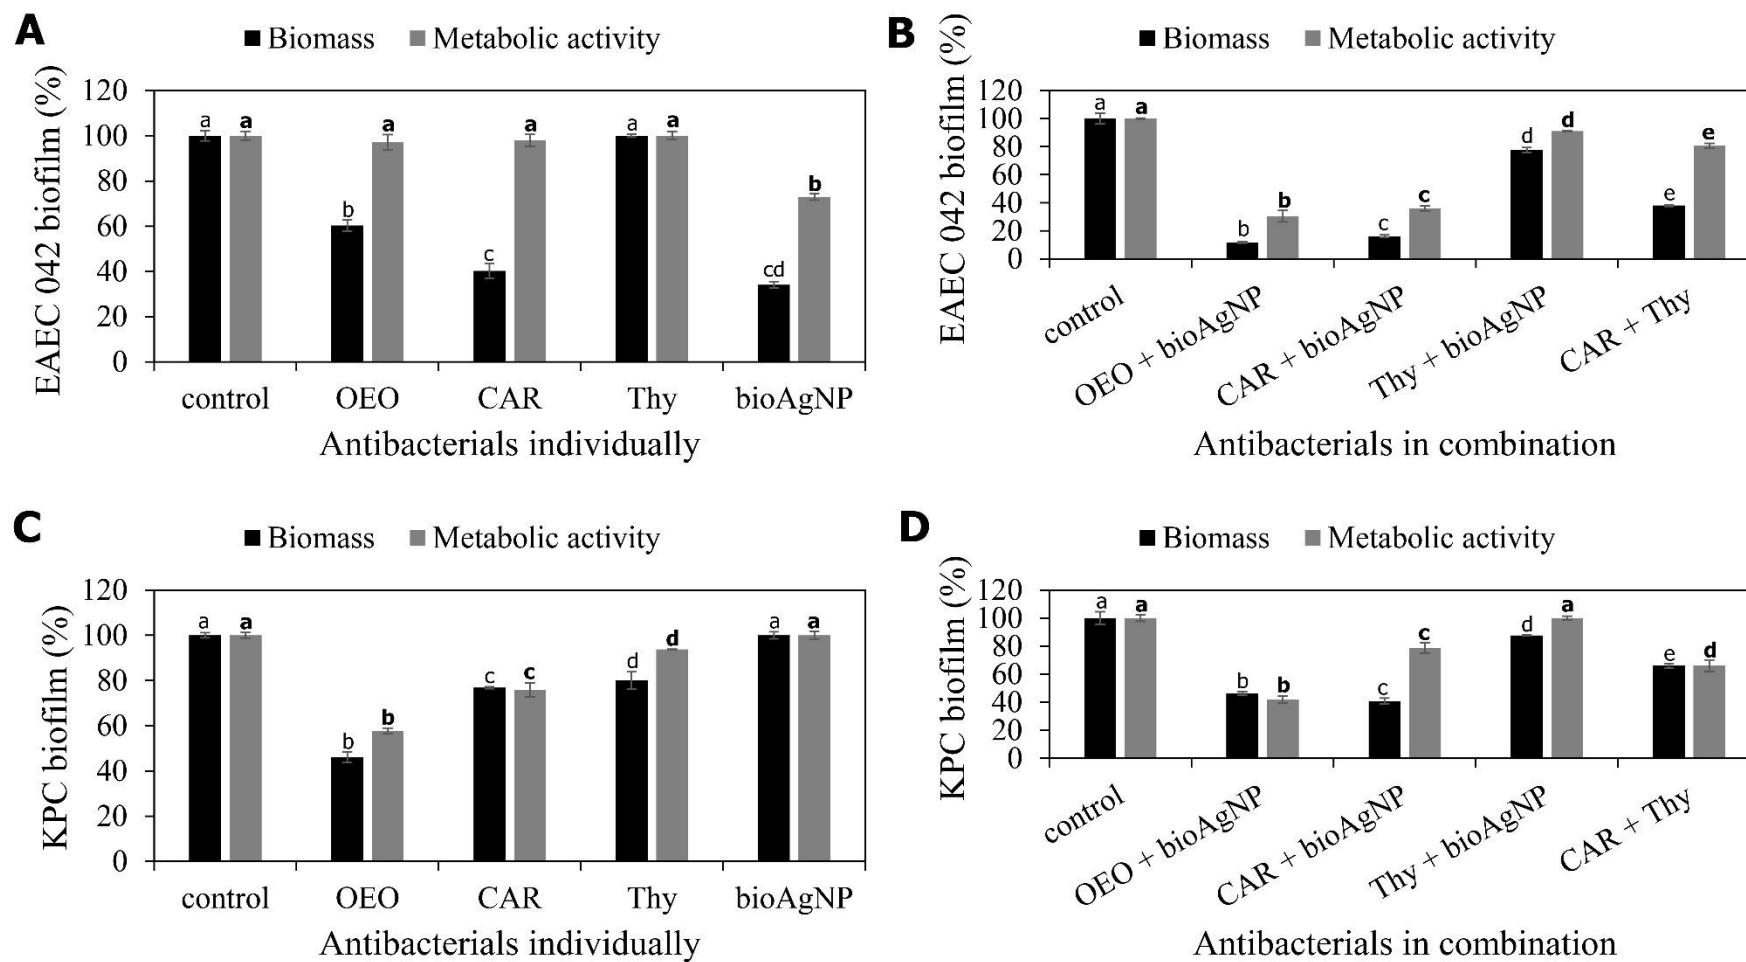 A
Biomass Metabolic activity
EAEC 042 biofilm (%)
120
100
80
60
40
20
0
a a
b a
c a
a a
cd b
control OEO CAR Thy bioAgNP
Antibacterials individually
B
Biomass Metabolic activity
EAEC 042 biofilm (%)
120
100
80
60
40
20
0
a a
b b
c c
d d
e e
control
OEO + bioAgNP
CAR + bioAgNP
Thy + bioAgNP
CAR + Thy
Antibacterials in combination
C
Biomass Metabolic activity
KPC biofilm (%)
120
100
80
60
40
20
0
a a
b b
c c
d d
a a
control OEO CAR Thy bioAgNP
Antibacterials individually
D
Biomass Metabolic activity
KPC biofilm (%)
120
100
80
60
40
20
0
a a
b b
c c
d a
e d
control
OEO + bioAgNP
CAR + bioAgNP
Thy + bioAgNP
CAR + Thy
Antibacterials in combination